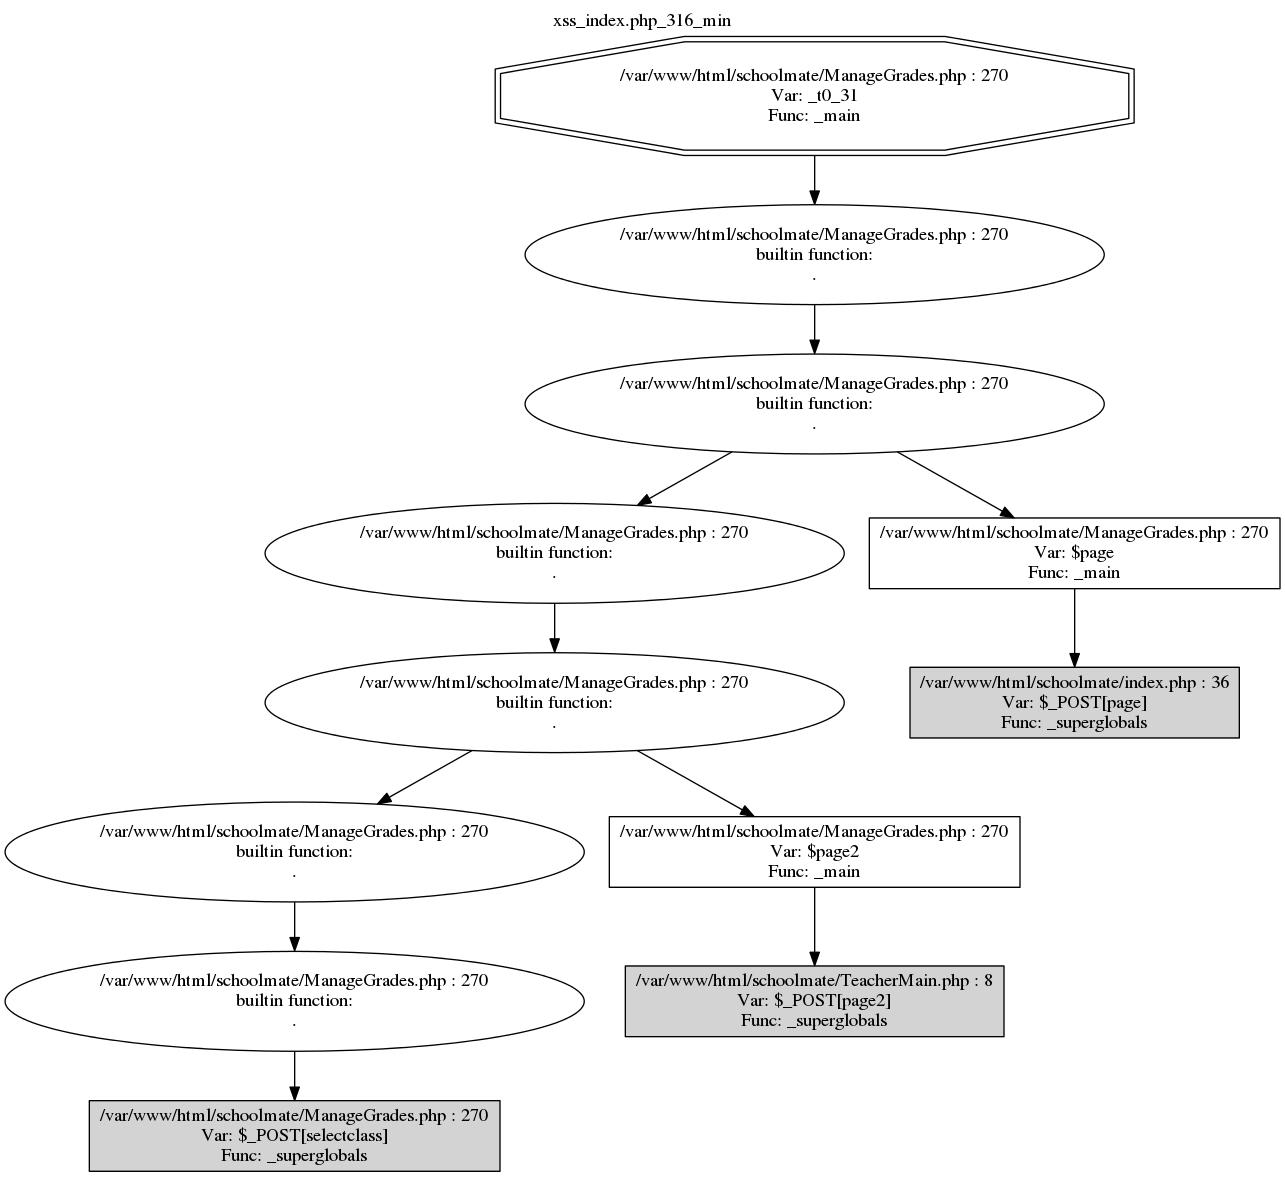 xss_index.php_316_min
/var/www/html/schoolmate/ManageGrades.php : 270
Var: _t0_31
Func: _main
/var/www/html/schoolmate/ManageGrades.php : 270
builtin function:
.
/var/www/html/schoolmate/ManageGrades.php : 270
builtin function:
.
/var/www/html/schoolmate/ManageGrades.php : 270
builtin function:
.
/var/www/html/schoolmate/ManageGrades.php : 270
Var: $page
Func: _main
/var/www/html/schoolmate/ManageGrades.php : 270
builtin function:
.
/var/www/html/schoolmate/index.php : 36
Var: $_POST[page]
Func: _superglobals
/var/www/html/schoolmate/ManageGrades.php : 270
builtin function:
.
/var/www/html/schoolmate/ManageGrades.php : 270
Var: $page2
Func: _main
/var/www/html/schoolmate/ManageGrades.php : 270
builtin function:
.
/var/www/html/schoolmate/TeacherMain.php : 8
Var: $_POST[page2]
Func: _superglobals
/var/www/html/schoolmate/ManageGrades.php : 270
Var: $_POST[selectclass]
Func: _superglobals